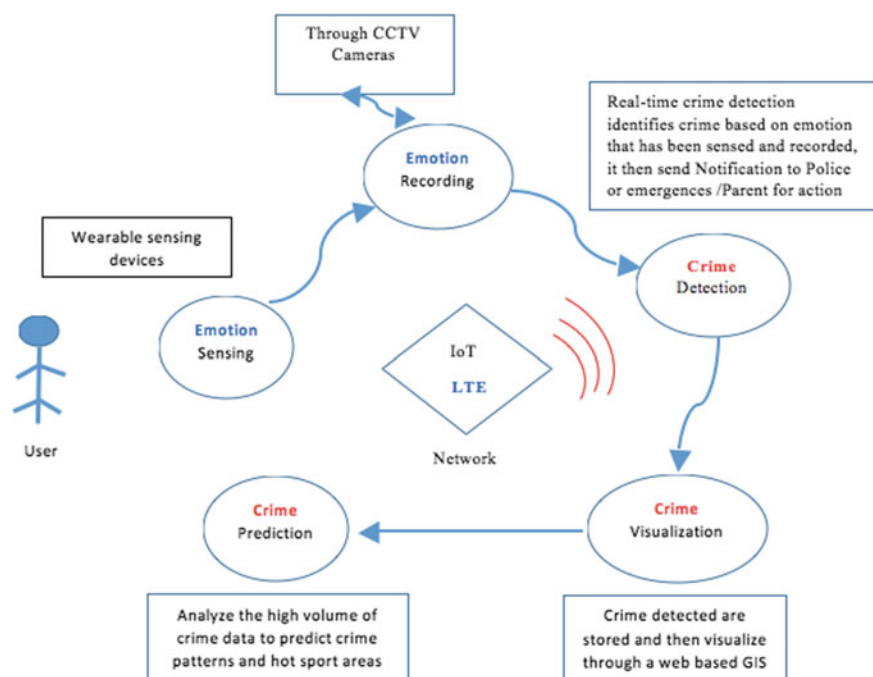 Through CCTV
Cameras
Real-time crime detection
identifies crime based on emotion
that has been sensed and recorded,
it then send Notification to Police
or emergences /Parent for action
Emotion
Recording
Wearable sensing
devices
Crime
Detection
Emotion
Sensing
IoT
LTE
User
Network
Crime
Prediction
Crime
Visualization
Analyze the high volume of
crime data to predict crime
patterns and hot sport areas
Crime detected are
stored and then visualize
through a web based GIS